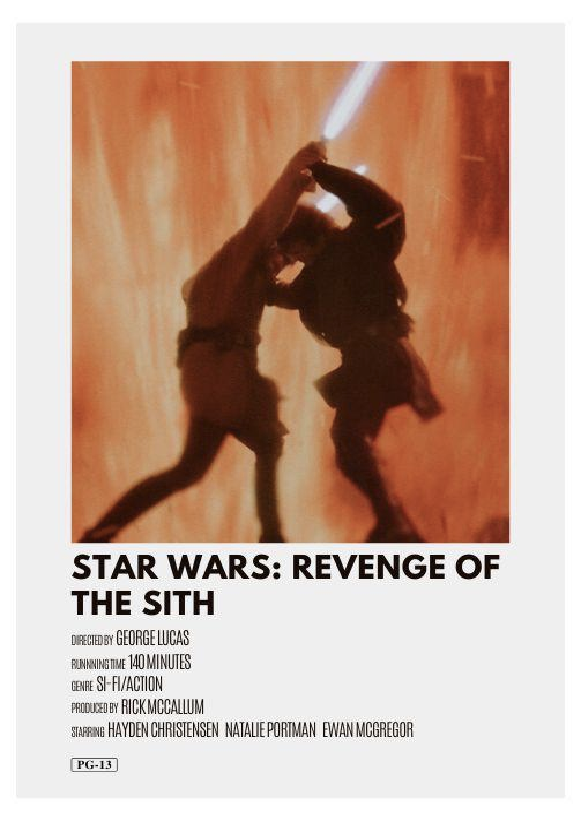 STAR WARS: REVENGE OF
THE SITH
DIRECTED BY GEORGE LUCAS
RUNNNING TIME 140 MINUTES
GENRE SI-FI/ACTION
PRODUCED BY RICK MCCALLUM
STARRING HAYDEN CHRISTENSEN NATALIE PORTMAN EWAN MCGREGOR
PG-13